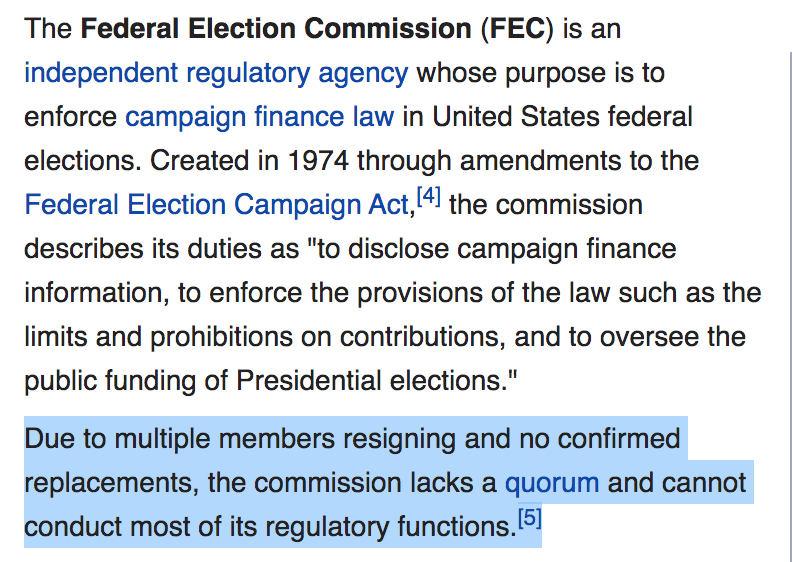 The Federal Election Commission (FEC) is an
independent regulatory agency whose purpose is to
enforce campaign finance law in United States federal
elections. Created in 1974 through amendments to the
Federal Election Campaign Act,[4] the commission
describes its duties as "to disclose campaign finance
information, to enforce the provisions of the law such as the
limits and prohibitions on contributions, and to oversee the
public funding of Presidential elections."
Due to multiple members resigning and no confirmed
replacements, the commission lacks a quorum and cannot
conduct most of its regulatory functions.[5]